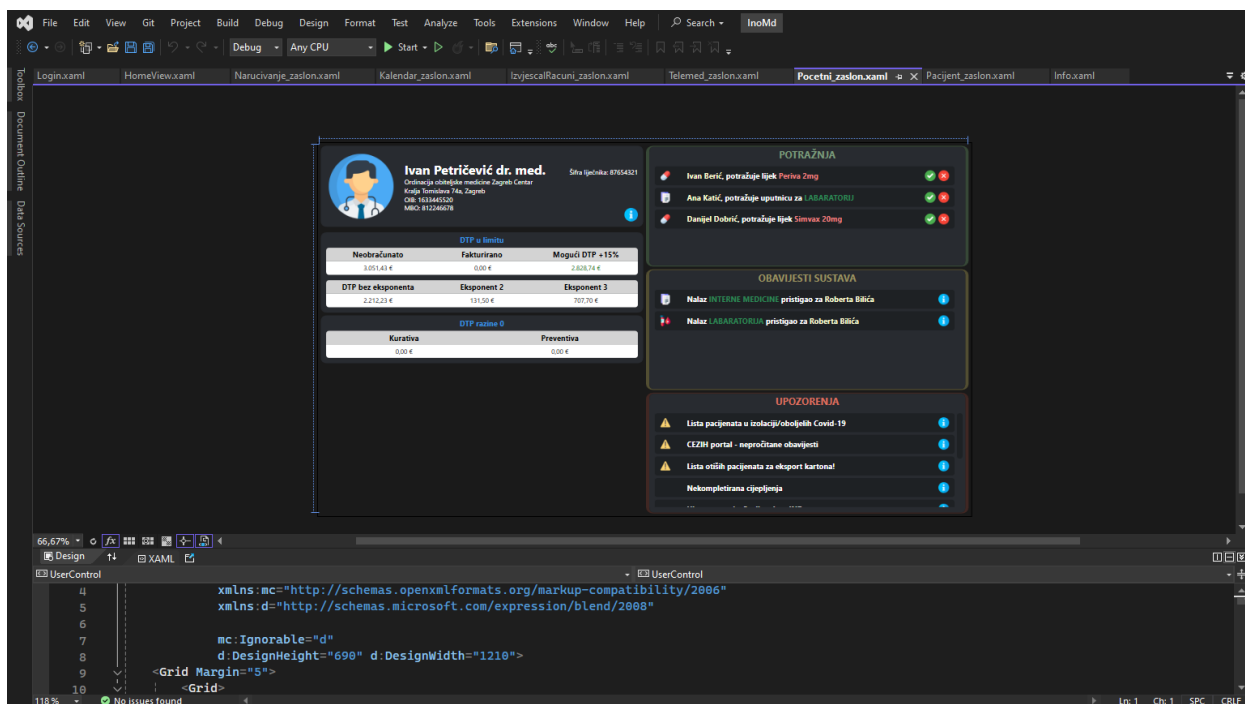 File Edit View Git Project Build Debug Design Format Test Analyze Tools Extensions Window Help Search InoMd
Debug Any CPU Start
Login.xaml HomeView.xaml Narucivanje_zaslon.xaml Kalendar_zaslon.xaml IzvjescaIRacuni_zaslon.xaml Telemed_zaslon.xaml Pocetni_zaslon.xaml Pacijent_zaslon.xaml Info.xaml
Toolbox
Document Outline
Data Sources
Ivan Petričević dr. med. Šifra liječnika: 87654321
Ordinacija obiteljske medicine Zagreb Centar
Kralja Tomislava 74a, Zagreb
OIB: 1633445520
MBO: 812246678
DTP u limitu
Neobračunato Fakturirano Mogući DTP +15%
3.051,43 € 0,00 € 2.828,74 €
DTP bez eksponenta Eksponent 2 Eksponent 3
2.212,23 € 131,50 € 707,70 €
DTP razine 0
Kurativa Preventiva
0,00 € 0,00 €
POTRAŽNJA
Ivan Berić, potražuje lijek Periva 2mg
Ana Katić, potražuje uputnicu za LABARATORIJ
Danijel Dobrić, potražuje lijek Simvax 20mg
OBAVIJESTI SUSTAVA
Nalaz INTERNE MEDICINE pristigao za Roberta Bilića
Nalaz LABARATORIJA pristigao za Roberta Bilića
UPOZORENJA
Lista pacijenata u izolaciji/oboljelih Covid-19
CEZIH portal - nepročitane obavijesti
Lista otiših pacijenata za eksport kartona!
Nekompletirana cijepljenja
66,67%
Design XAML
UserControl UserControl
4 xmlns:mc="http://schemas.openxmlformats.org/markup-compatibility/2006"
5 xmlns:d="http://schemas.microsoft.com/expression/blend/2008"
6
7 mc:Ignorable="d"
8 d:DesignHeight="690" d:DesignWidth="1210">
9 <Grid Margin="5">
10 <Grid>
118 % No issues found Ln: 1 Ch: 1 SPC CRLF